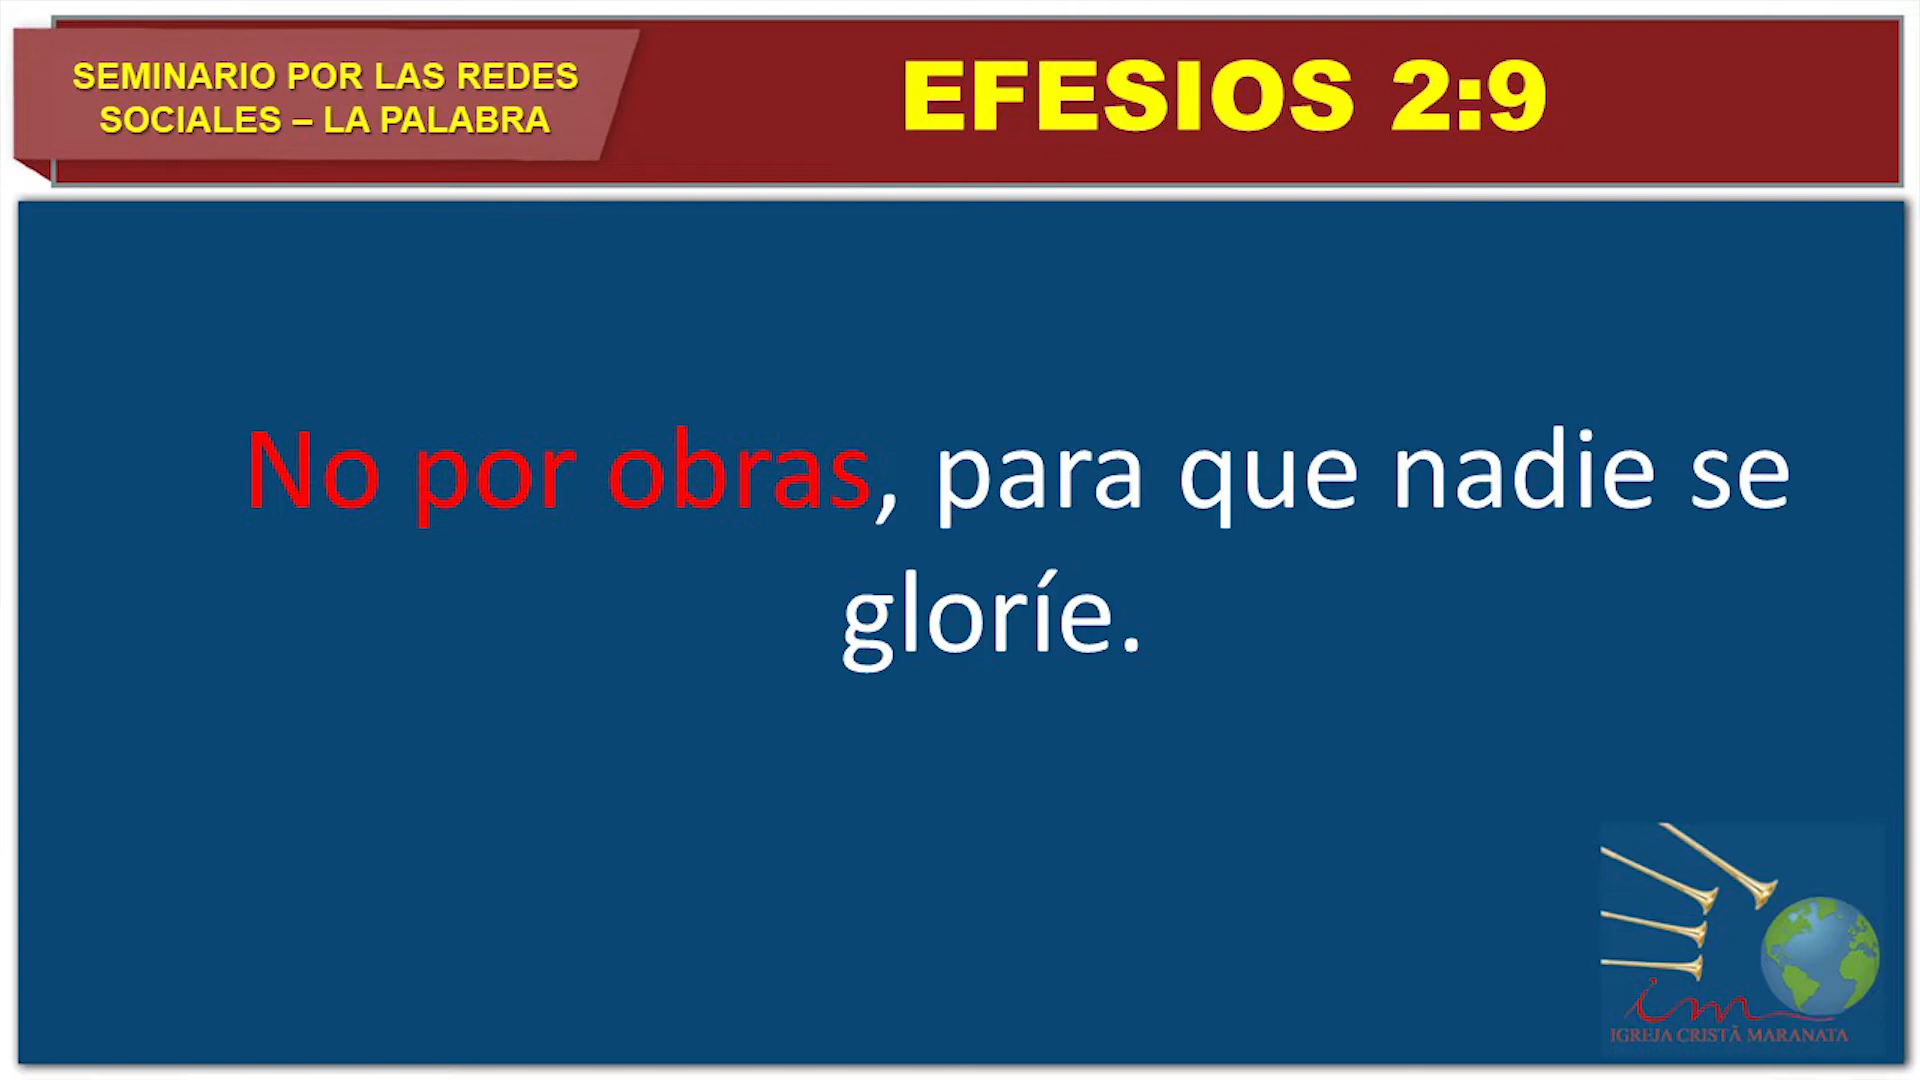 SEMINARIO POR LAS REDES
SOCIALES – LA PALABRA
EFESIOS 2:9
No por obras, para que nadie se
gloríe.
im
IGREJA CRISTÃ MARANATA